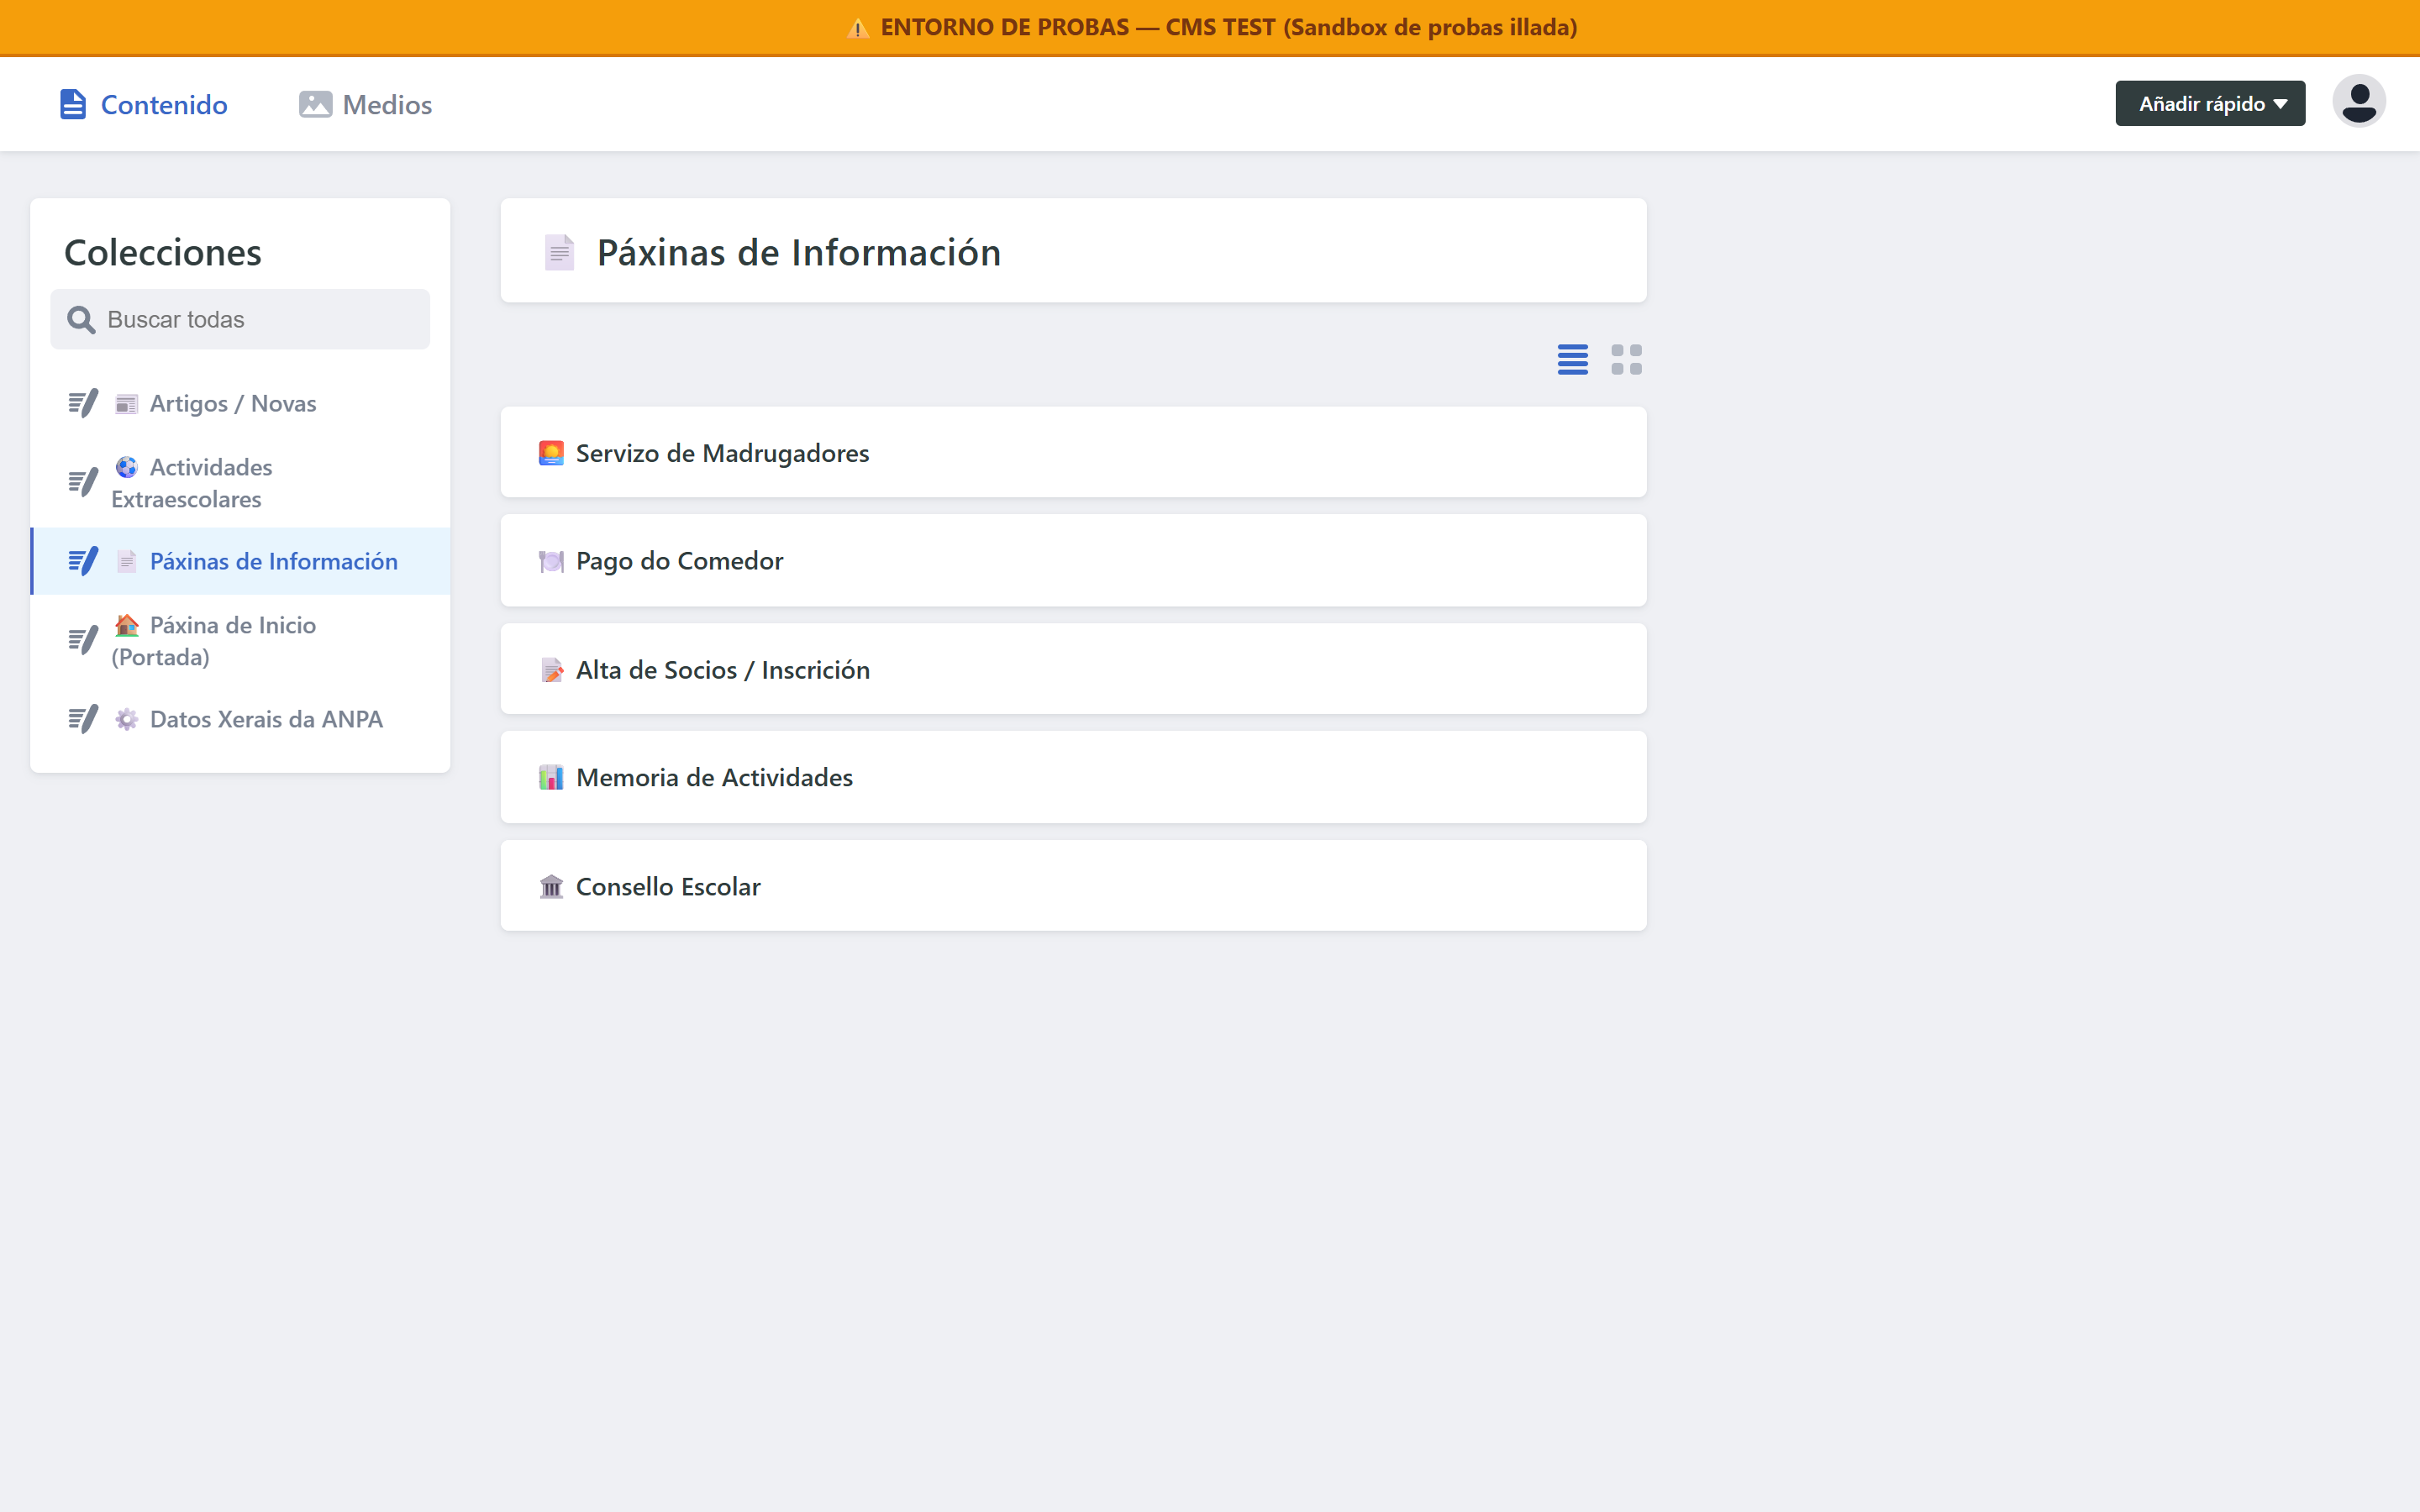 ⚠️ ENTORNO DE PROBAS — CMS TEST (Sandbox de probas illada)
Contenido
Medios
Añadir rápido
Colecciones
Buscar todas
Artigos / Novas
Actividades
Extraescolares
Páxinas de Información
Páxina de Inicio
(Portada)
Datos Xerais da ANPA
Páxinas de Información
Servizo de Madrugadores
Pago do Comedor
Alta de Socios / Inscrición
Memoria de Actividades
Consello Escolar